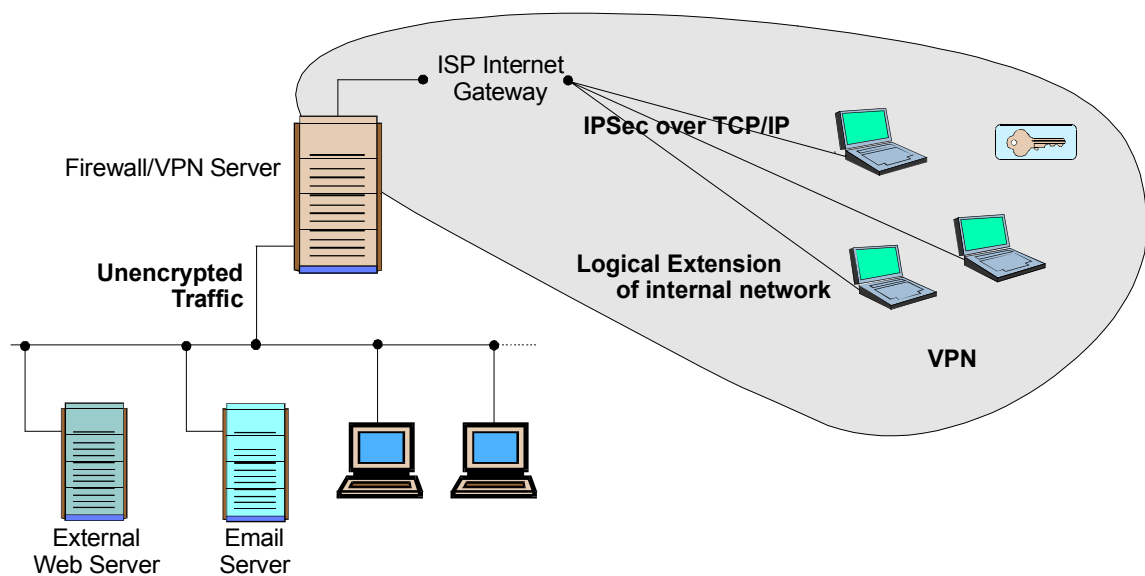 ISP Internet
Gateway
IPSec over TCP/IP
Firewall/VPN Server
Unencrypted
Traffic
Logical Extension
of internal network
VPN
External
Web Server
Email
Server